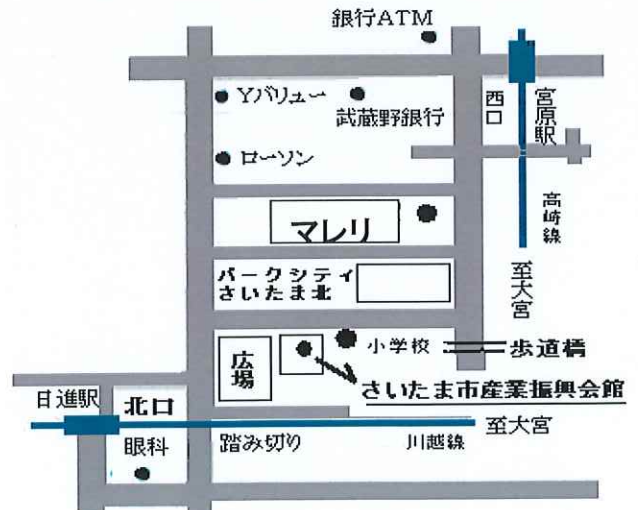 銀行ATM
Yバリュー
武蔵野銀行
西口
宮原駅
ローソン
高崎線
マレリ
至大宮
パークシティ
さいたま北
小学校
歩道橋
広場
さいたま市産業振興会館
日進駅
北口
至大宮
眼科
踏み切り
川越線